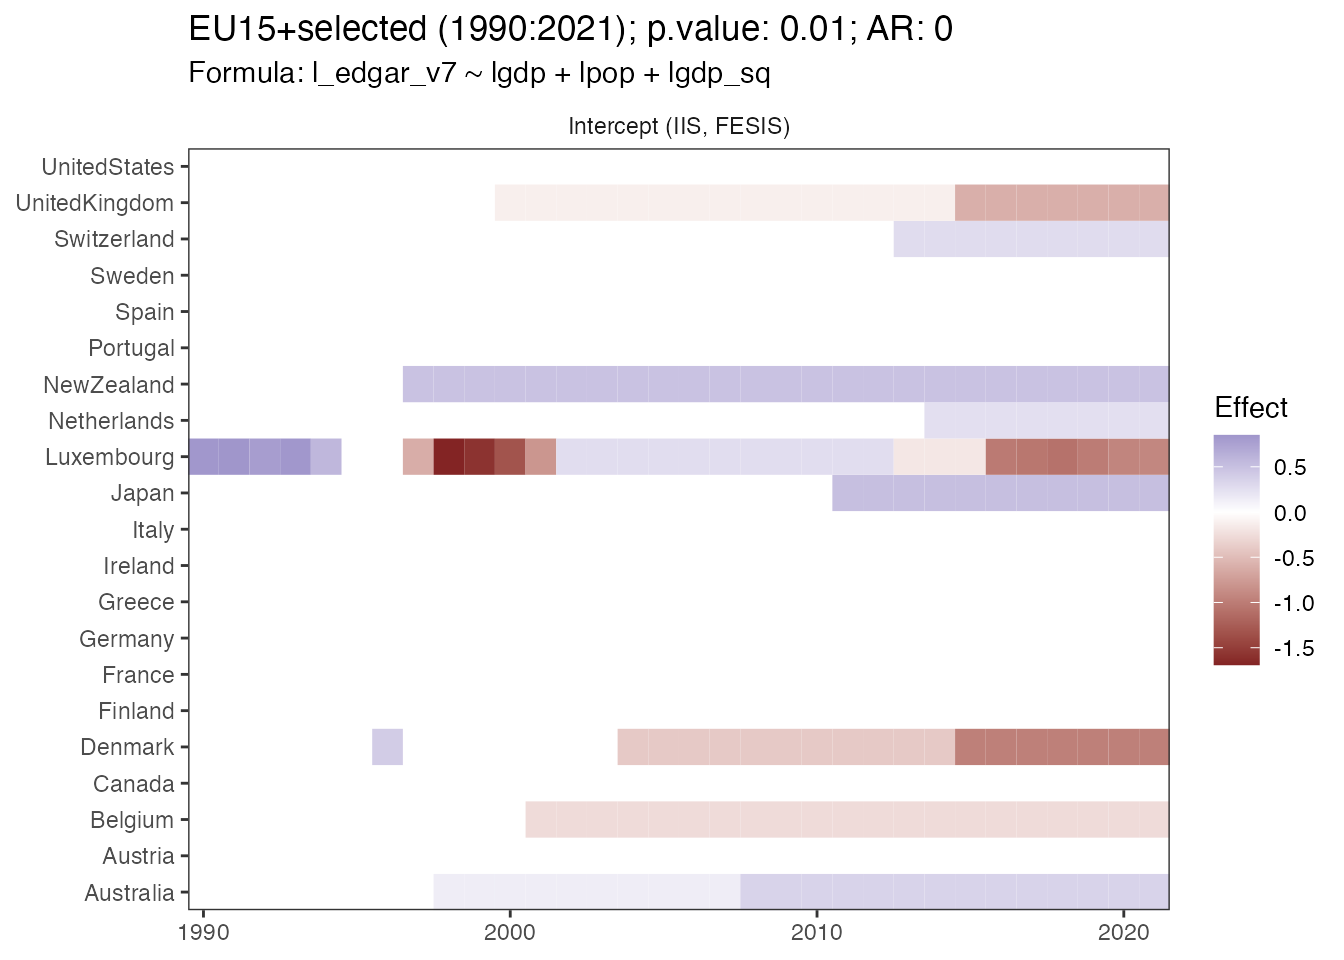 EU15+selected (1990:2021); p.value: 0.01; AR: 0
Formula: l_edgar_v7 ~ lgdp + lpop + lgdp_sq
Intercept (IIS, FESIS)
UnitedStates
UnitedKingdom
Switzerland
Sweden
Spain
Portugal
NewZealand
Netherlands
Luxembourg
Japan
Italy
Ireland
Greece
Germany
France
Finland
Denmark
Canada
Belgium
Austria
Australia
1990 2000 2010 2020
Effect
0.5
0.0
-0.5
-1.0
-1.5